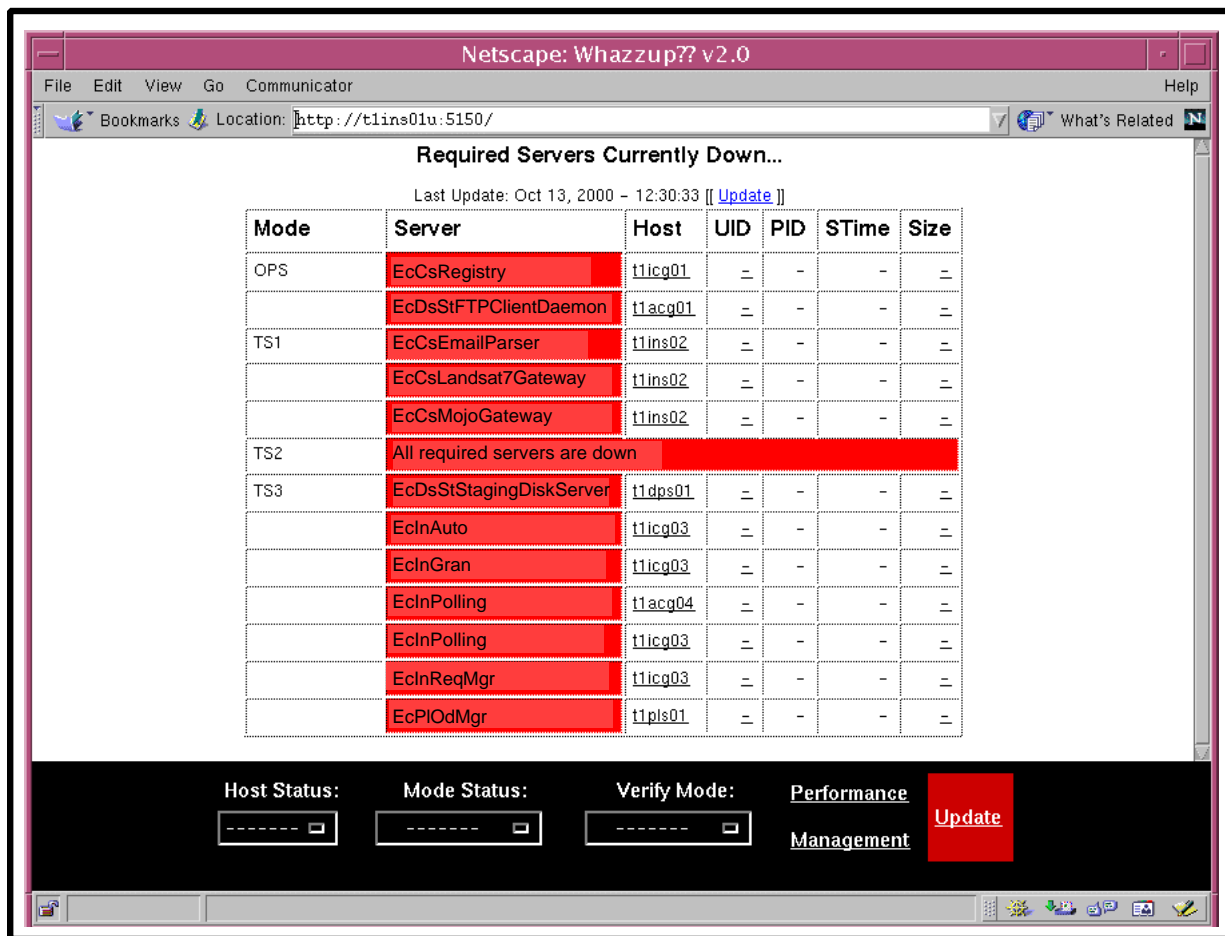 Netscape: Whazzup?? v2.0
File Edit View Go Communicator Help
Bookmarks Location: http://t1ins01u:5150/ What's Related N
Required Servers Currently Down...
Last Update: Oct 13, 2000 - 12:30:33 [[ Update ]]
Mode Server Host UID PID STime Size
OPS EcCsRegistry t1icg01 - - - -
EcDsStFTPClientDaemon t1acg01 - - - -
TS1 EcCsEmailParser t1ins02 - - - -
EcCsLandsat7Gateway t1ins02 - - - -
EcCsMojoGateway t1ins02 - - - -
TS2 All required servers are down
TS3 EcDsStStagingDiskServer t1dps01 - - - -
EcInAuto t1icg03 - - - -
EcInGran t1icg03 - - - -
EcInPolling t1acg04 - - - -
EcInPolling t1icg03 - - - -
EcInReqMgr t1icg03 - - - -
EcPlOdMgr t1pls01 - - - -
Host Status: Mode Status: Verify Mode: Performance
------- ------- ------- Update
Management